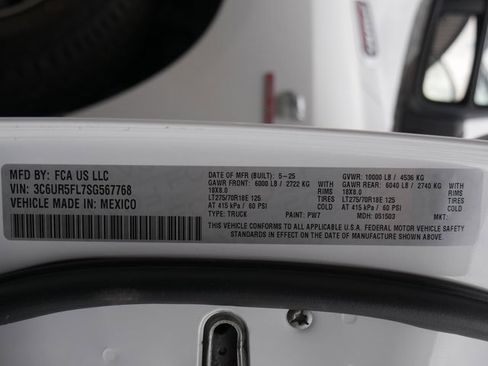 MFD BY: FCA US LLC
VIN: 3C6UR5FL7SG567768
VEHICLE MADE IN: MEXICO
DATE OF MFR (BUILT): 5-25 GVWR: 10000 LB / 4536 KG
GAWR FRONT: 6000 LB / 2722 KG WITH GAWR REAR: 6040 LB / 2740 KG WITH
18X8.0 RIMS 18X8.0 RIMS
LT275/70R18E 125 TIRES LT275/70R18E 125 TIRES
AT 415 kPa / 60 PSI COLD AT 415 kPa / 60 PSI COLD
TYPE: TRUCK PAINT: PW7 MDH: 051503 MKT:
THIS VEHICLE CONFORMS TO ALL APPLICABLE U.S.A. FEDERAL MOTOR VEHICLE SAFETY
STANDARDS IN EFFECT ON THE DATE OF MANUFACTURE SHOWN ABOVE.